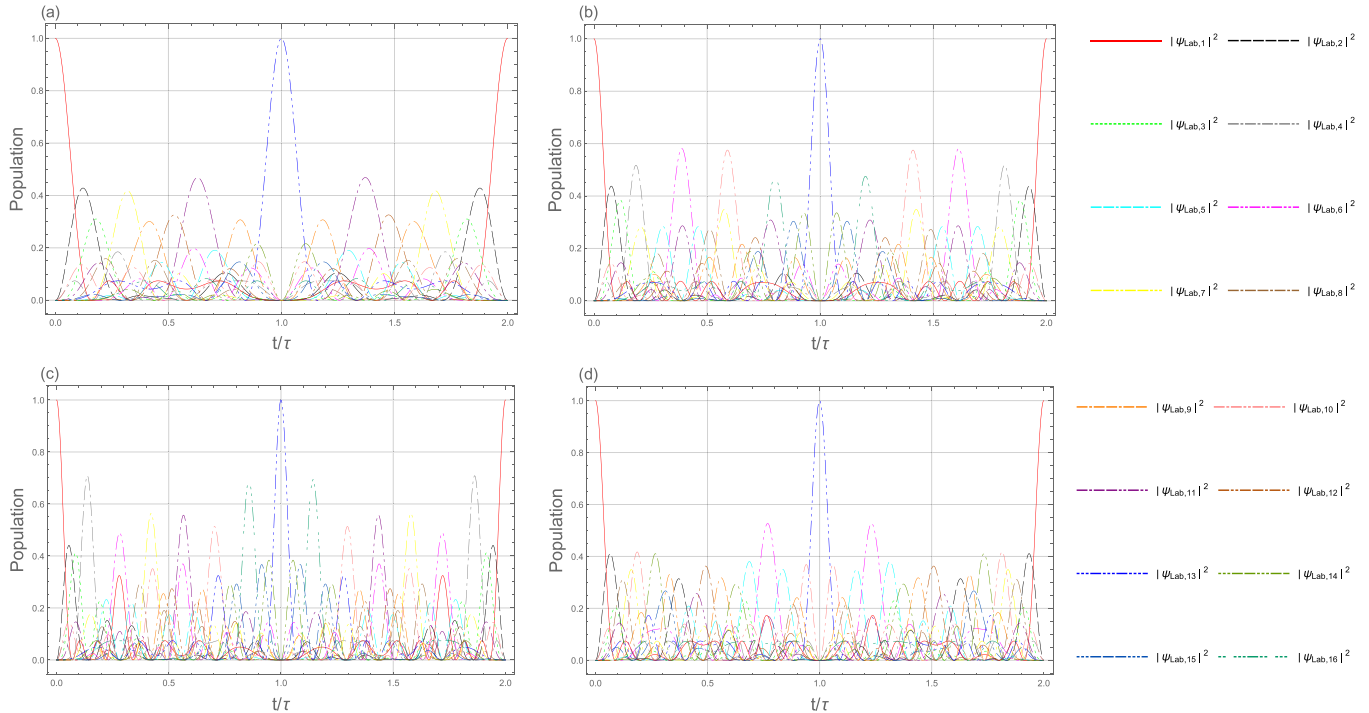 (a)
1.0
0.8
0.6
0.4
0.2
0.0
Population
0.0 0.5 1.0 1.5 2.0
t/τ
(b)
1.0
0.8
0.6
0.4
0.2
0.0
Population
0.0 0.5 1.0 1.5 2.0
t/τ
|ψLab,1|² |ψLab,2|²
|ψLab,3|² |ψLab,4|²
|ψLab,5|² |ψLab,6|²
|ψLab,7|² |ψLab,8|²
(c)
1.0
0.8
0.6
0.4
0.2
0.0
Population
0.0 0.5 1.0 1.5 2.0
t/τ
(d)
1.0
0.8
0.6
0.4
0.2
0.0
Population
0.0 0.5 1.0 1.5 2.0
t/τ
|ψLab,9|² |ψLab,10|²
|ψLab,11|² |ψLab,12|²
|ψLab,13|² |ψLab,14|²
|ψLab,15|² |ψLab,16|²